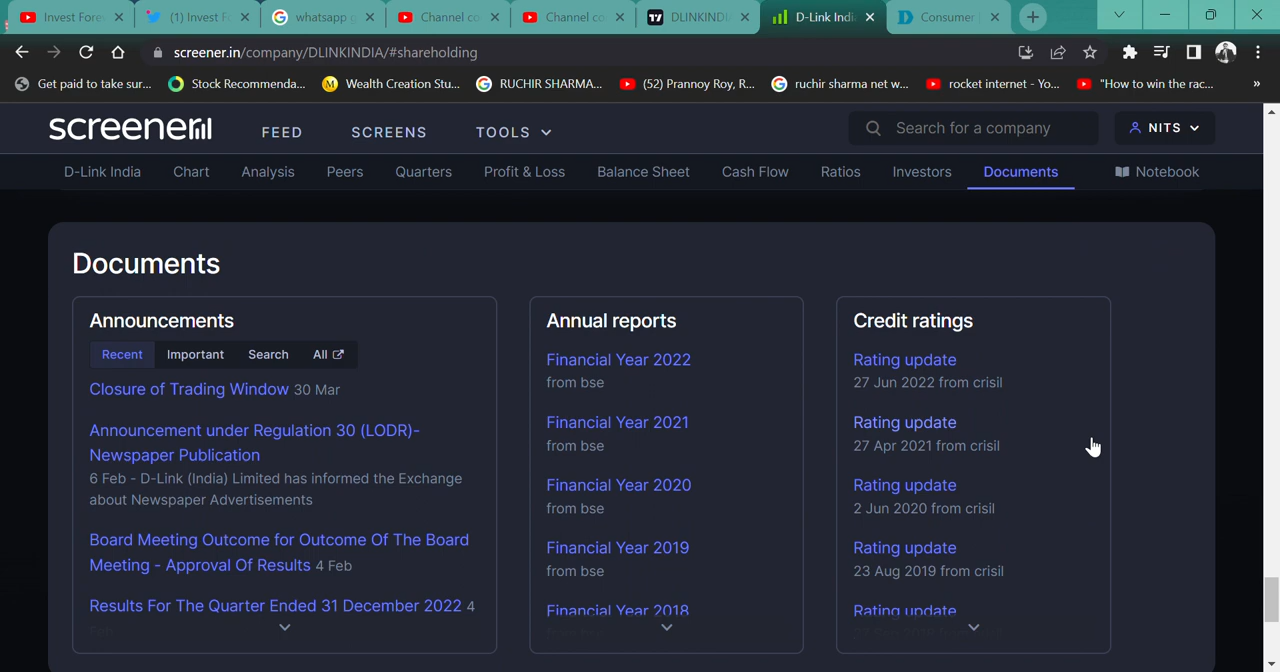 Invest Fores
(1) Invest F
whatsapp g
Channel co
Channel co
DLINKINDI
D-Link Indi
Consumer
screener.in/company/DLINKINDIA/#shareholding
Get paid to take sur...
Stock Recommenda...
Wealth Creation Stu...
RUCHIR SHARMA...
(52) Prannoy Roy, R...
ruchir sharma net w...
rocket internet - Yo...
"How to win the rac...
»
screener
FEED
SCREENS
TOOLS
Search for a company
NITS
D-Link India
Chart
Analysis
Peers
Quarters
Profit & Loss
Balance Sheet
Cash Flow
Ratios
Investors
Documents
Notebook
Documents
Announcements
Recent
Important
Search
All
Closure of Trading Window 30 Mar
Announcement under Regulation 30 (LODR)-
Newspaper Publication
6 Feb - D-Link (India) Limited has informed the Exchange
about Newspaper Advertisements
Board Meeting Outcome for Outcome Of The Board
Meeting - Approval Of Results 4 Feb
Results For The Quarter Ended 31 December 2022 4
Feb
Annual reports
Financial Year 2022
from bse
Financial Year 2021
from bse
Financial Year 2020
from bse
Financial Year 2019
from bse
Financial Year 2018
from bse
Credit ratings
Rating update
27 Jun 2022 from crisil
Rating update
27 Apr 2021 from crisil
Rating update
2 Jun 2020 from crisil
Rating update
23 Aug 2019 from crisil
Rating update